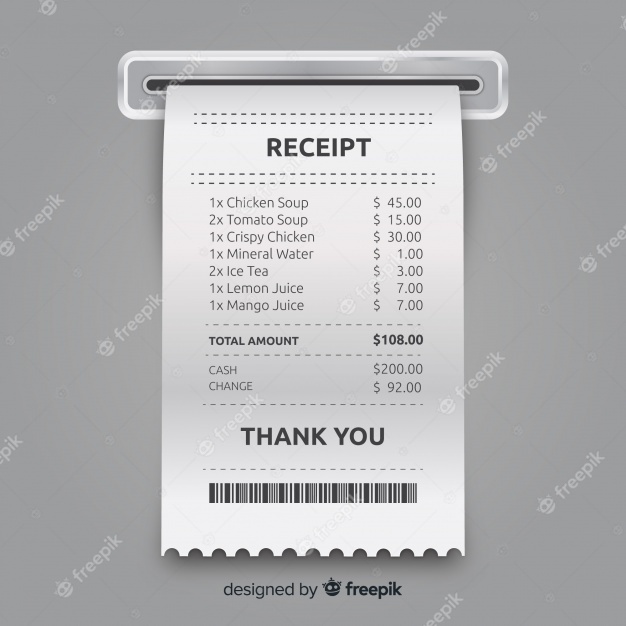 RECEIPT
1x Chicken Soup $ 45.00
2x Tomato Soup $ 15.00
1x Crispy Chicken $ 30.00
1x Mineral Water $ 1.00
2x Ice Tea $ 3.00
1x Lemon Juice $ 7.00
1x Mango Juice $ 7.00
TOTAL AMOUNT $108.00
CASH $200.00
CHANGE $ 92.00
THANK YOU
designed by freepik